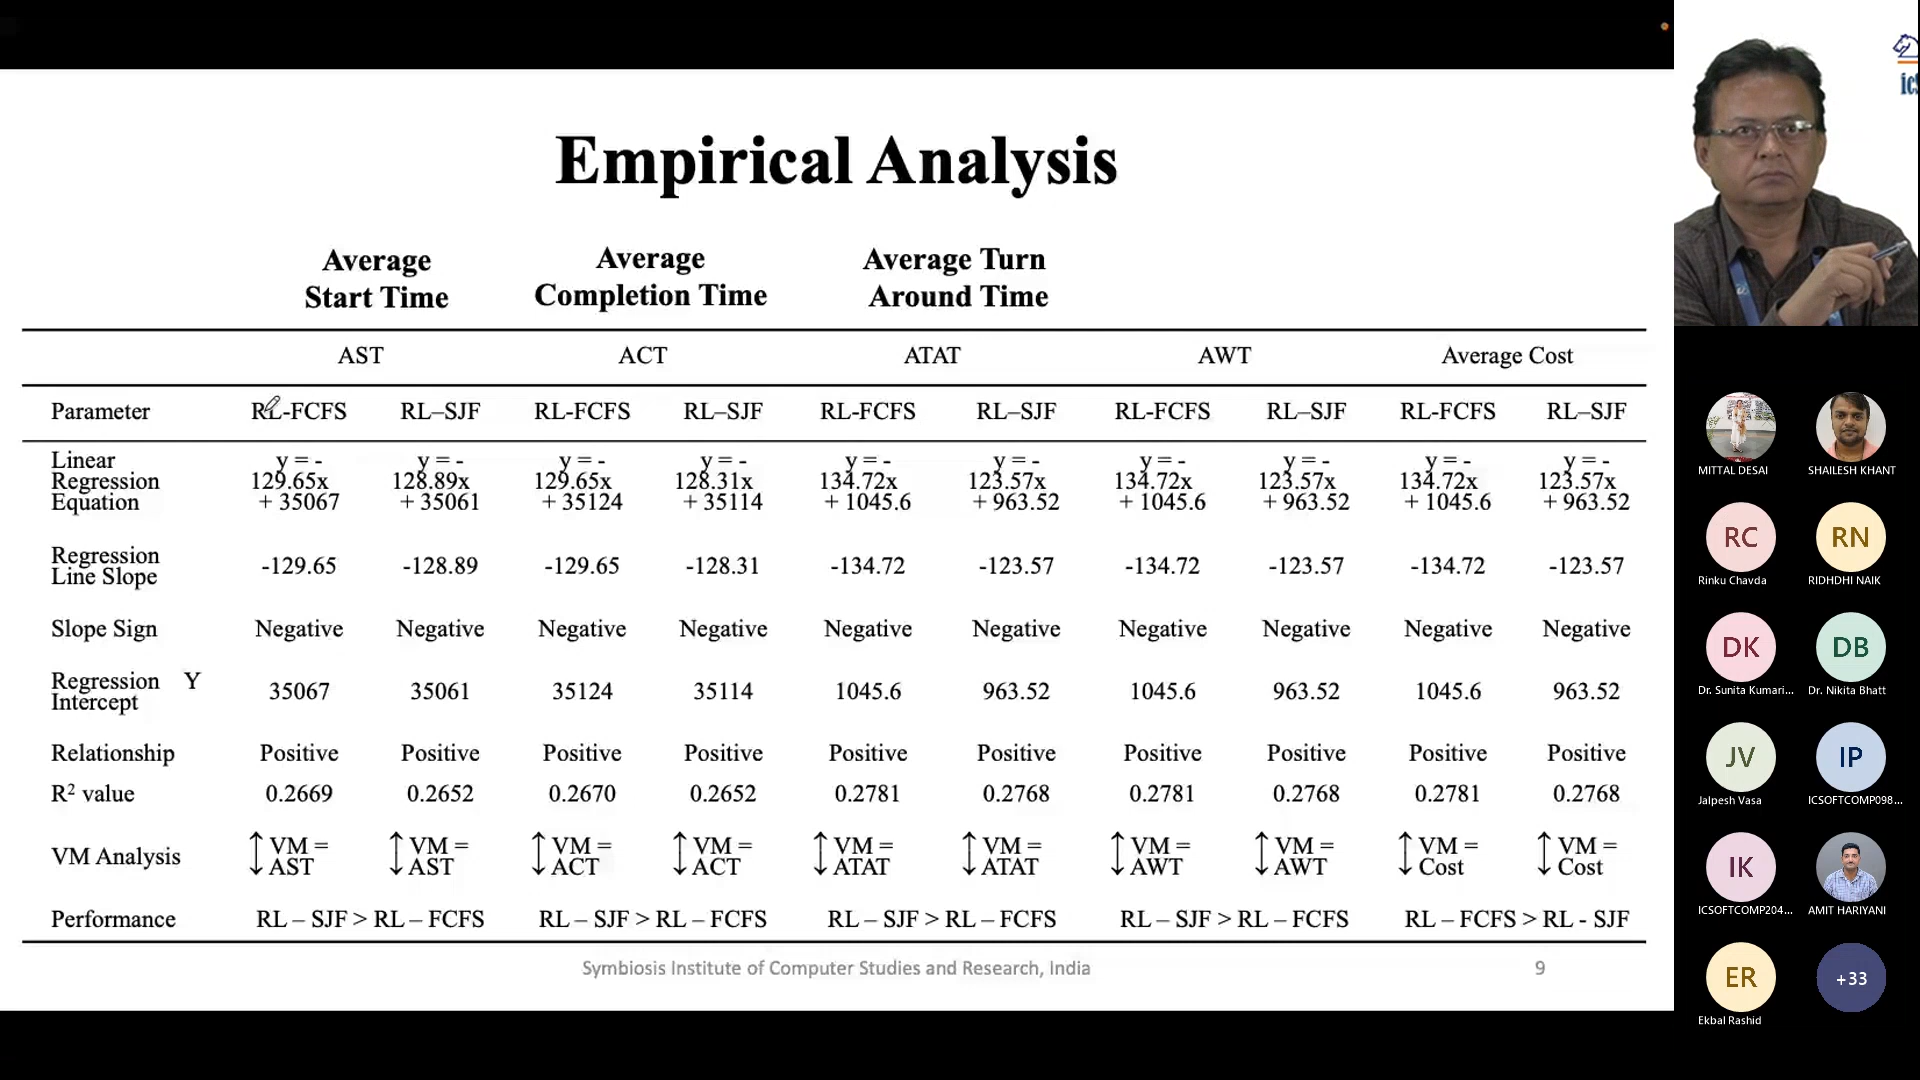 Empirical Analysis
Average Start Time
Average Completion Time
Average Turn Around Time
AST ACT ATAT AWT Average Cost
Parameter RL-FCFS RL–SJF RL-FCFS RL–SJF RL-FCFS RL–SJF RL-FCFS RL–SJF RL-FCFS RL–SJF
Linear y = - y = - y = - y = - y = - y = - y = - y = - y = - y = -
Regression 129.65x 128.89x 129.65x 128.31x 134.72x 123.57x 134.72x 123.57x 134.72x 123.57x
Equation + 35067 + 35061 + 35124 + 35114 + 1045.6 + 963.52 + 1045.6 + 963.52 + 1045.6 + 963.52
Regression
Line Slope -129.65 -128.89 -129.65 -128.31 -134.72 -123.57 -134.72 -123.57 -134.72 -123.57
Slope Sign Negative Negative Negative Negative Negative Negative Negative Negative Negative Negative
Regression Y
Intercept 35067 35061 35124 35114 1045.6 963.52 1045.6 963.52 1045.6 963.52
Relationship Positive Positive Positive Positive Positive Positive Positive Positive Positive Positive
R² value 0.2669 0.2652 0.2670 0.2652 0.2781 0.2768 0.2781 0.2768 0.2781 0.2768
VM Analysis ↑ VM = ↓ AST ↑ VM = ↓ AST ↑ VM = ↓ ACT ↑ VM = ↓ ACT ↑ VM = ↓ ATAT ↑ VM = ↓ ATAT ↑ VM = ↓ AWT ↑ VM = ↓ AWT ↑ VM = ↓ Cost ↑ VM = ↓ Cost
Performance RL – SJF > RL – FCFS RL – SJF > RL – FCFS RL – SJF > RL – FCFS RL – SJF > RL – FCFS RL – FCFS > RL - SJF
Symbiosis Institute of Computer Studies and Research, India 9
MITTAL DESAI
SHAILESH KHANT
RC
Rinku Chavda
RN
RIDHDHI NAIK
DK
Dr. Sunita Kumari...
DB
Dr. Nikita Bhatt
JV
Jalpesh Vasa
IP
ICSOFTCOMP098...
IK
ICSOFTCOMP204...
AMIT HARIYANI
ER
Ekbal Rashid
+33